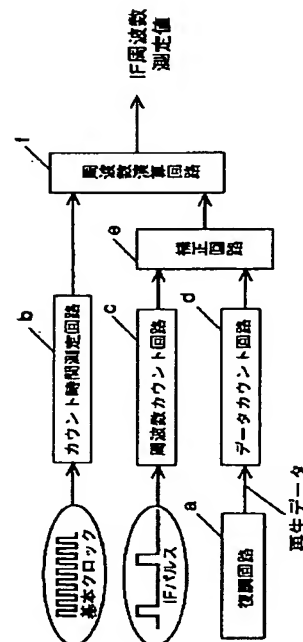 基本クロック
b
カウント時間測定回路
IFパルス
c
周波数カウント回路
a
復調回路
再生データ
d
データカウント回路
e
補正回路
f
周波数演算回路
IF周波数
測定値